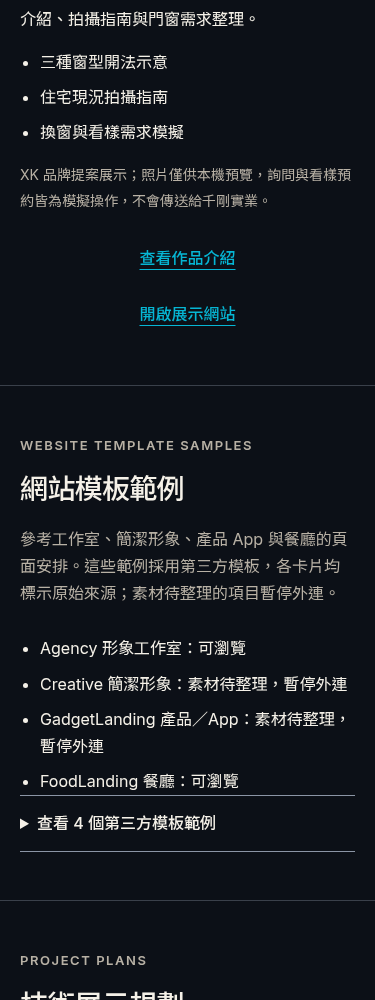 介紹、拍攝指南與門窗需求整理。
三種窗型開法示意
住宅現況拍攝指南
換窗與看樣需求模擬
XK 品牌提案展示；照片僅供本機預覽，詢問與看樣預
約皆為模擬操作，不會傳送給千剛實業。
查看作品介紹
開啟展示網站
WEBSITE TEMPLATE SAMPLES
網站模板範例
參考工作室、簡潔形象、產品 App 與餐廳的頁
面安排。這些範例採用第三方模板，各卡片均
標示原始來源；素材待整理的項目暫停外連。
Agency 形象工作室：可瀏覽
Creative 簡潔形象：素材待整理，暫停外連
GadgetLanding 產品／App：素材待整理，
暫停外連
FoodLanding 餐廳：可瀏覽
查看 4 個第三方模板範例
PROJECT PLANS
技術展示規劃